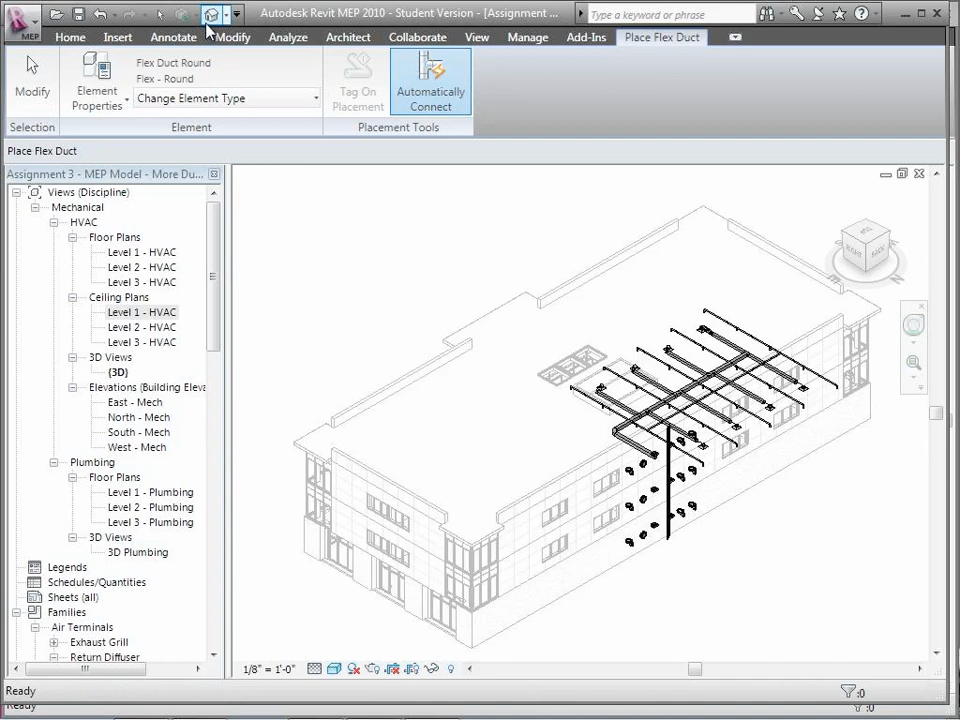 Autodesk Revit MEP 2010 - Student Version - [Assignment ...
Type a keyword or phrase
MEP
Home Insert Annotate Modify Analyze Architect Collaborate View Manage Add-Ins Place Flex Duct
Modify
Element
Properties
Flex Duct Round
Flex - Round
Change Element Type
Tag On
Placement
Automatically
Connect
Selection Element Placement Tools
Place Flex Duct
Assignment 3 - MEP Model - More Du...
Views (Discipline)
Mechanical
HVAC
Floor Plans
Level 1 - HVAC
Level 2 - HVAC
Level 3 - HVAC
Ceiling Plans
Level 1 - HVAC
Level 2 - HVAC
Level 3 - HVAC
3D Views
{3D}
Elevations (Building Eleva
East - Mech
North - Mech
South - Mech
West - Mech
Plumbing
Floor Plans
Level 1 - Plumbing
Level 2 - Plumbing
Level 3 - Plumbing
3D Views
3D Plumbing
Legends
Schedules/Quantities
Sheets (all)
Families
Air Terminals
Exhaust Grill
Return Diffuser
RIGHT
BACK
1/8" = 1'-0"
Ready
:0
Ready
:0